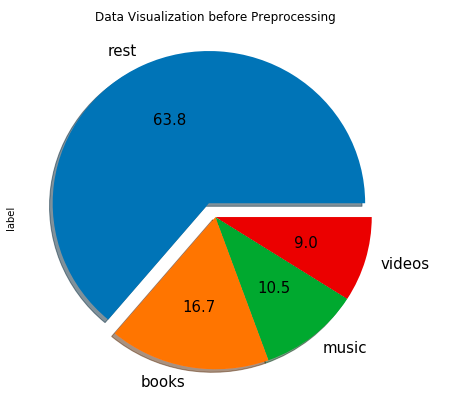 Data Visualization before Preprocessing
rest
63.8
label
9.0
videos
10.5
16.7
music
books